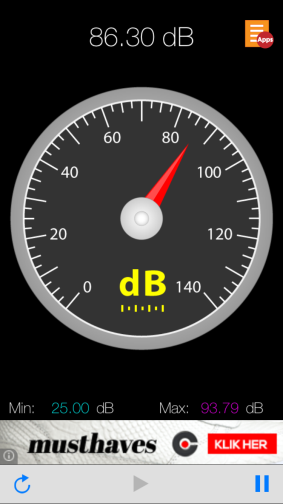 86.30 dB
Apps
60
80
40
100
20
120
dB
0
140
Min: 25.00 dB Max: 93.79 dB
musthaves
KLIK HER